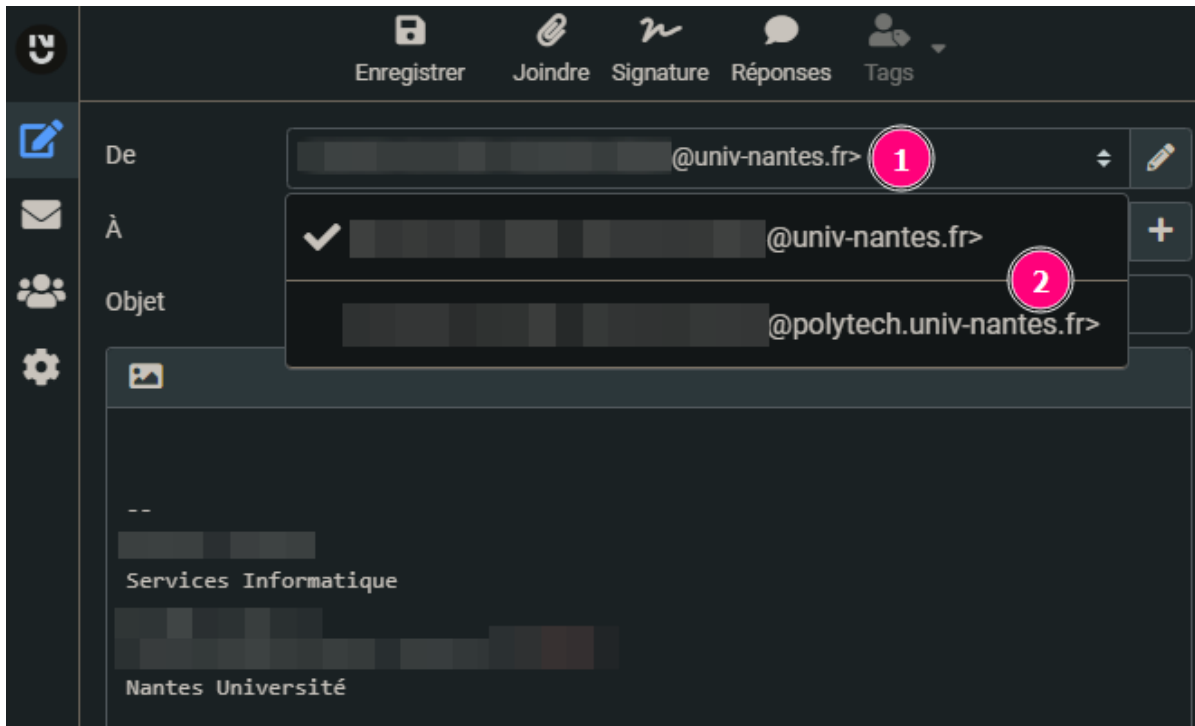 Enregistrer Joindre Signature Réponses Tags
De @univ-nantes.fr> 1
À @univ-nantes.fr>
2
Objet @polytech.univ-nantes.fr>
--
Services Informatique
Nantes Université